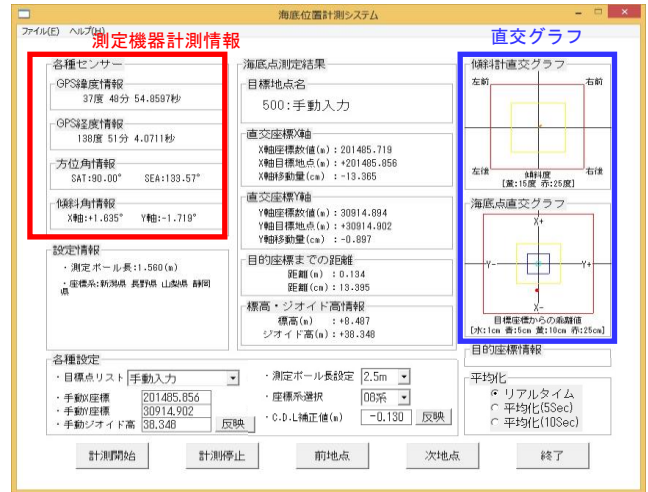 海底位置計測システム
ファイル(F) ヘルプ(H)
測定機器計測情報
直交グラフ
各種センサー
GPS緯度情報
37度 48分 54.8597秒
GPS経度情報
138度 51分 4.0711秒
方位角情報
SAT:90.00° SEA:133.57°
傾斜角情報
X軸:+1.635° Y軸:-1.719°
設定情報
・測定ポール長:1.560(m)
・座標系:新潟県 長野県 山梨県 静岡
県
海底点測定結果
目標地点名
500:手動入力
直交座標X軸
X軸座標数値(m) : 201485.719
X軸目標地点(m) : +201485.856
X軸移動量(cm) : -13.365
直交座標Y軸
Y軸座標数値(m) : 30914.894
Y軸目標地点(m) : +30914.902
Y軸移動量(cm) : -0.897
目的座標までの距離
距離(m) : 0.134
距離(cm) : 13.395
標高・ジオイド高情報
標高(m) : +8.487
ジオイド高(m) : +38.348
傾斜計直交グラフ
左前 右前
左後 右後
傾斜度
[黄:15度 赤:25度]
海底点直交グラフ
X+
Y- Y+
X-
目標座標からの乖離値
[水:1cm 青:5cm 黄:10cm 赤:25cm]
目的座標情報
各種設定
・目標点リスト 手動入力
・手動X座標 201485.856
・手動Y座標 30914.902
・手動ジオイド高 38.348 反映
・測定ポール長設定 2.5m
・座標系選択 08系
・C.D.L補正値(m) -0.130 反映
平均化
リアルタイム
平均化(5Sec)
平均化(10Sec)
計測開始 計測停止 前地点 次地点 終了